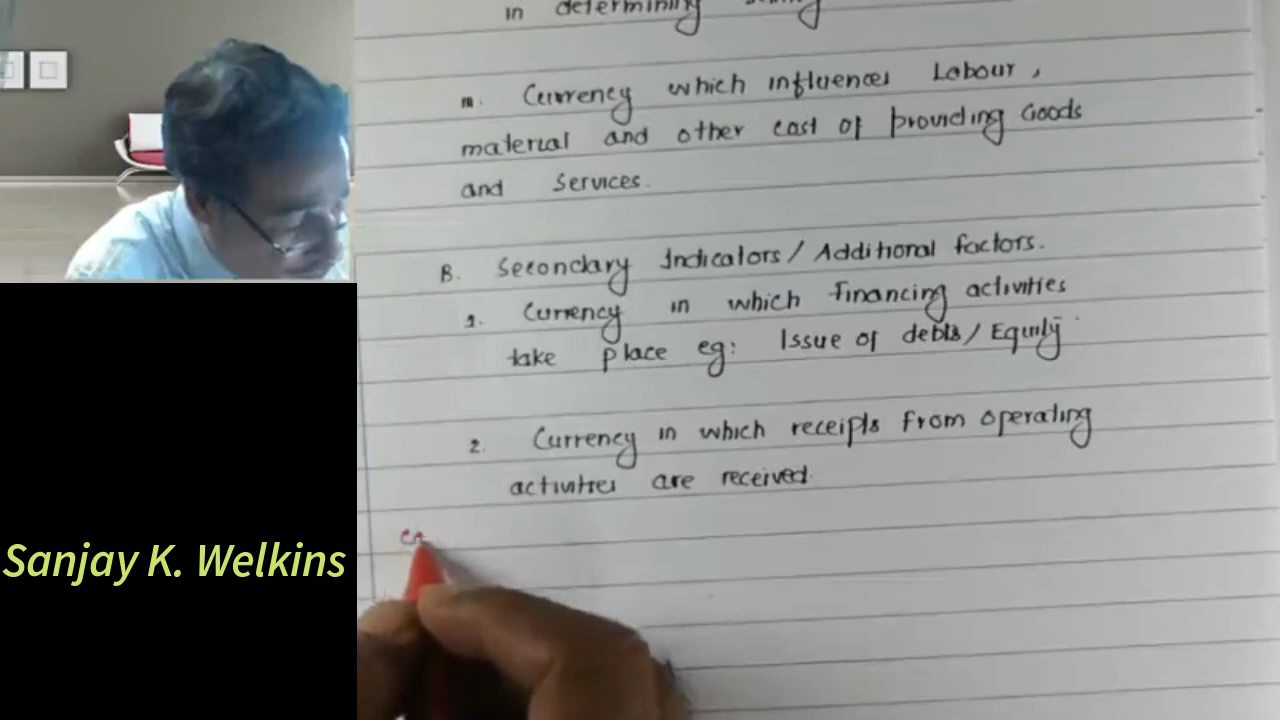 in determining
III. Currency which influences Labour,
material and other cost of providing Goods
and Services.
B. Secondary Indicators / Additional factors.
1. Currency in which financing activities
take place eg: Issue of debts / Equity
2. Currency in which receipts from operating
activities are received.
Sanjay K. Welkins